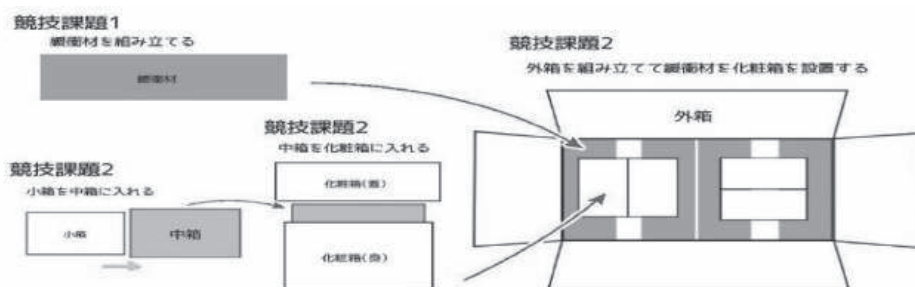 競技課題1
緩衝材を組み立てる
緩衝材
競技課題2
小箱を中箱に入れる
小箱
中箱
競技課題2
中箱を化粧箱に入れる
化粧箱(蓋)
化粧箱(身)
競技課題2
外箱を組み立てて緩衝材を化粧箱を設置する
外箱